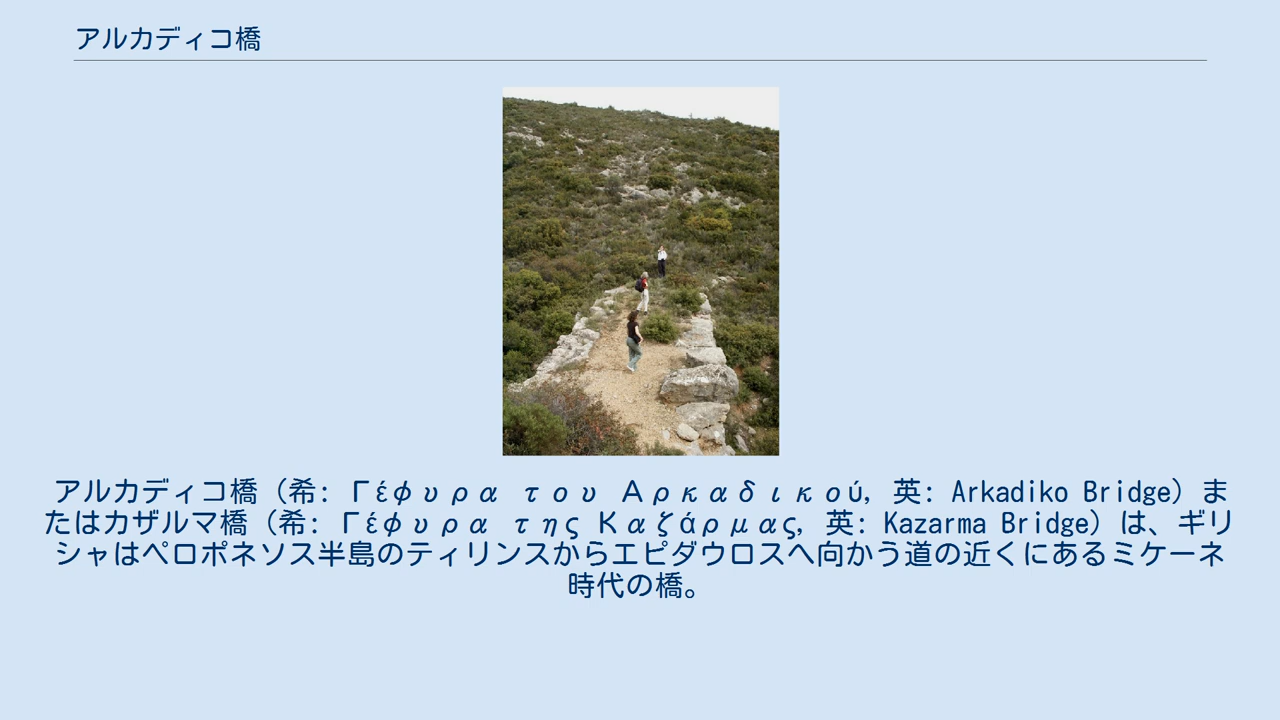 アルカディコ橋
アルカディコ橋（希: Γέφυρα του Αρκαδικού, 英: Arkadiko Bridge）ま
たはカザルマ橋（希: Γέφυρα της Καζάρμας, 英: Kazarma Bridge）は、ギリ
シャはペロポネソス半島のティリンスからエピダウロスへ向かう道の近くにあるミケーネ
時代の橋。